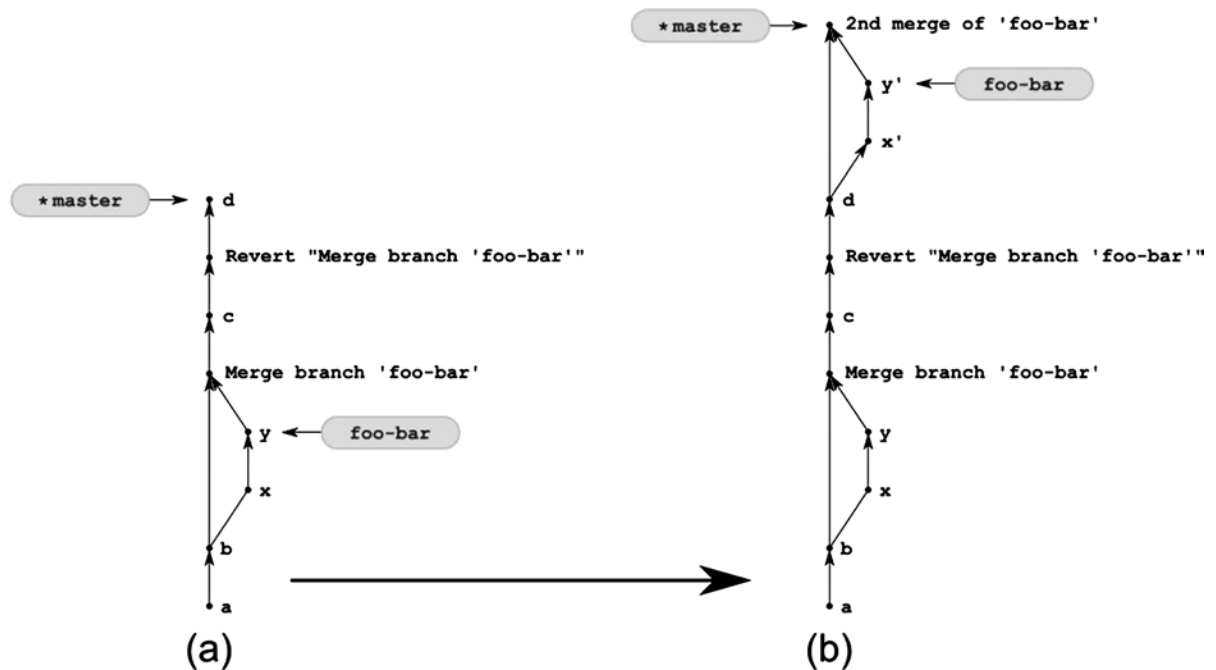 *master
d
Revert "Merge branch 'foo-bar'"
c
Merge branch 'foo-bar'
y
foo-bar
x
b
a
(a)
*master
2nd merge of 'foo-bar'
y'
foo-bar
x'
d
Revert "Merge branch 'foo-bar'"
c
Merge branch 'foo-bar'
y
x
b
a
(b)